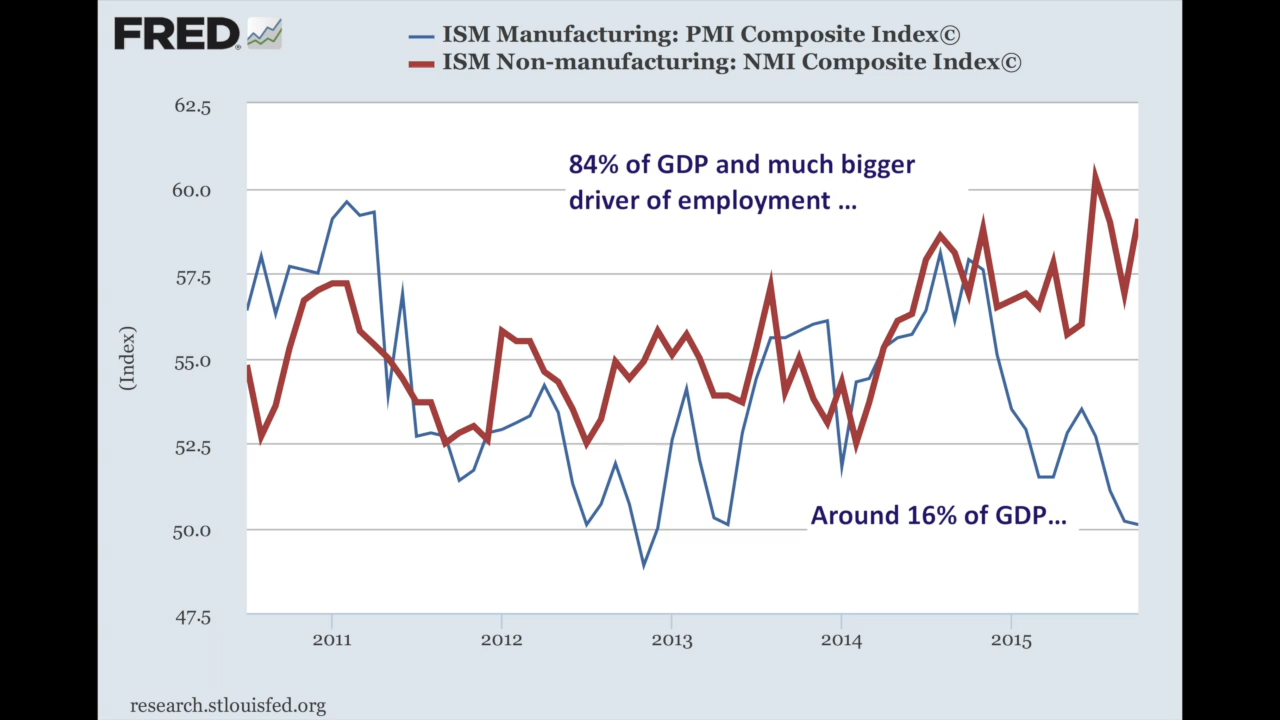 FRED
ISM Manufacturing: PMI Composite Index©
ISM Non-manufacturing: NMI Composite Index©
62.5
60.0
57.5
55.0
52.5
50.0
47.5
(Index)
84% of GDP and much bigger
driver of employment ...
Around 16% of GDP...
2011
2012
2013
2014
2015
research.stlouisfed.org